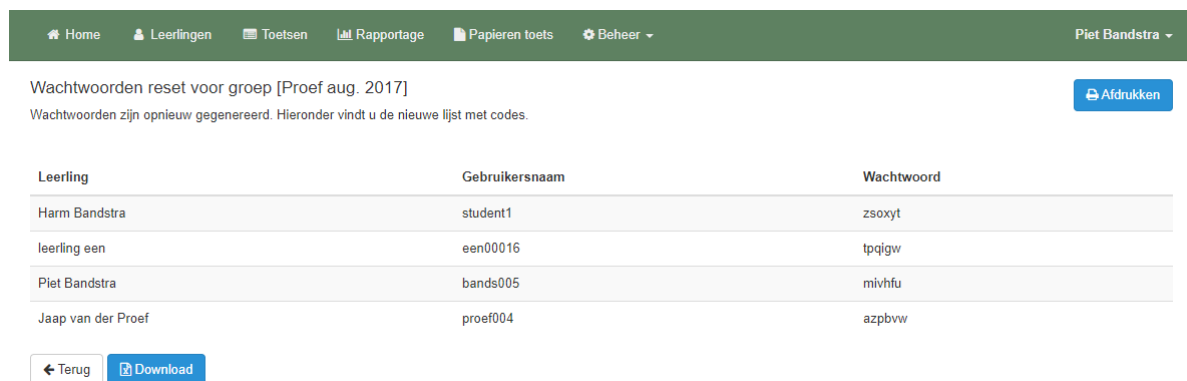 Home Leerlingen Toetsen Rapportage Papieren toets Beheer Piet Bandstra
Wachtwoorden reset voor groep [Proef aug. 2017]
Afdrukken
Wachtwoorden zijn opnieuw gegenereerd. Hieronder vindt u de nieuwe lijst met codes.
Leerling Gebruikersnaam Wachtwoord
Harm Bandstra student1 zsoxyt
leerling een een00016 tpqigw
Piet Bandstra bands005 mivhfu
Jaap van der Proef proef004 azpbvw
Terug Download